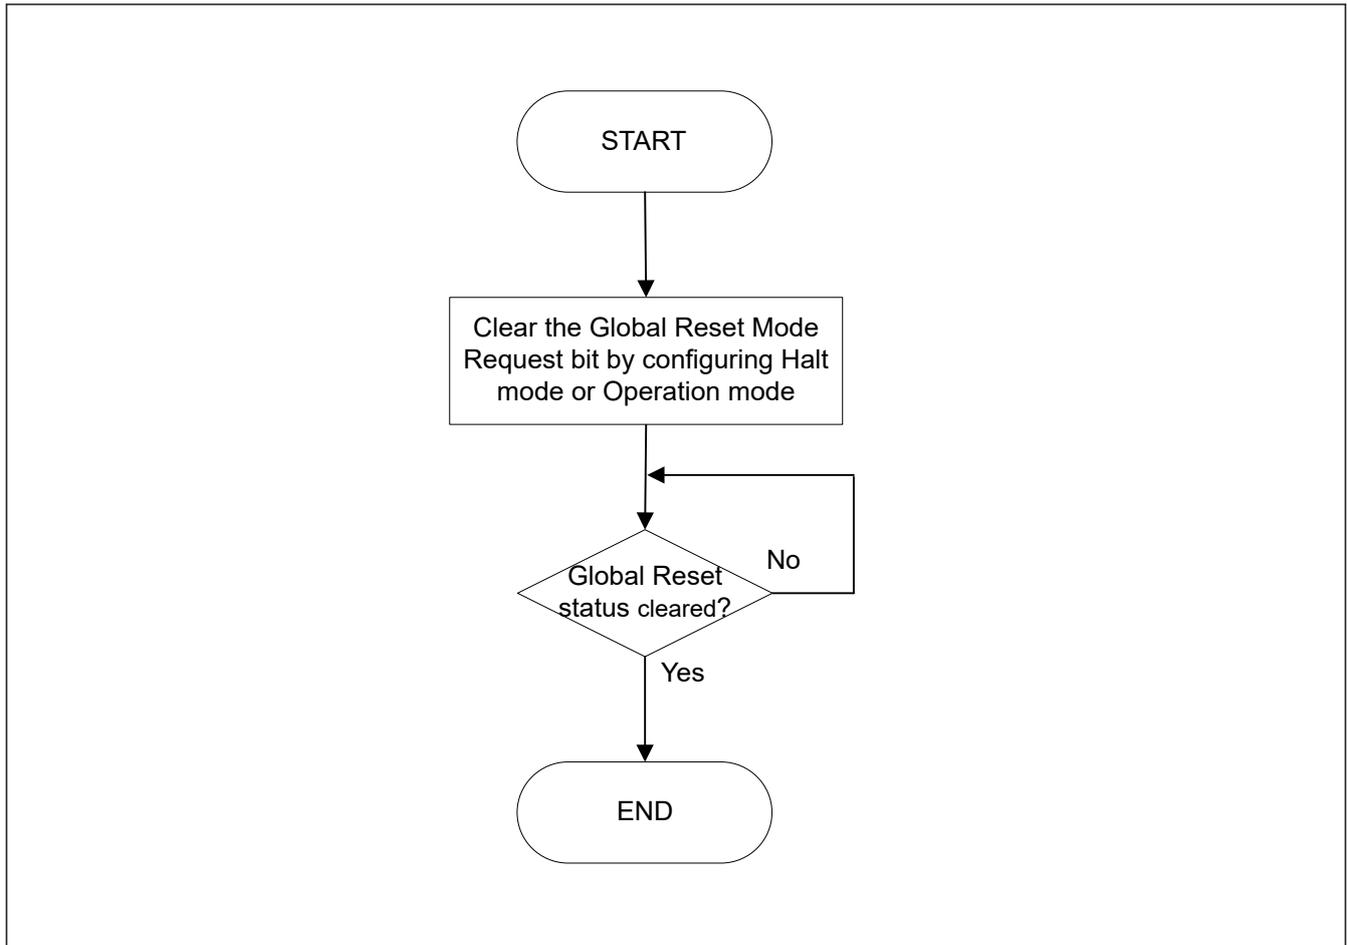 START
Clear the Global Reset Mode
Request bit by configuring Halt
mode or Operation mode
No
Global Reset
status cleared?
Yes
END